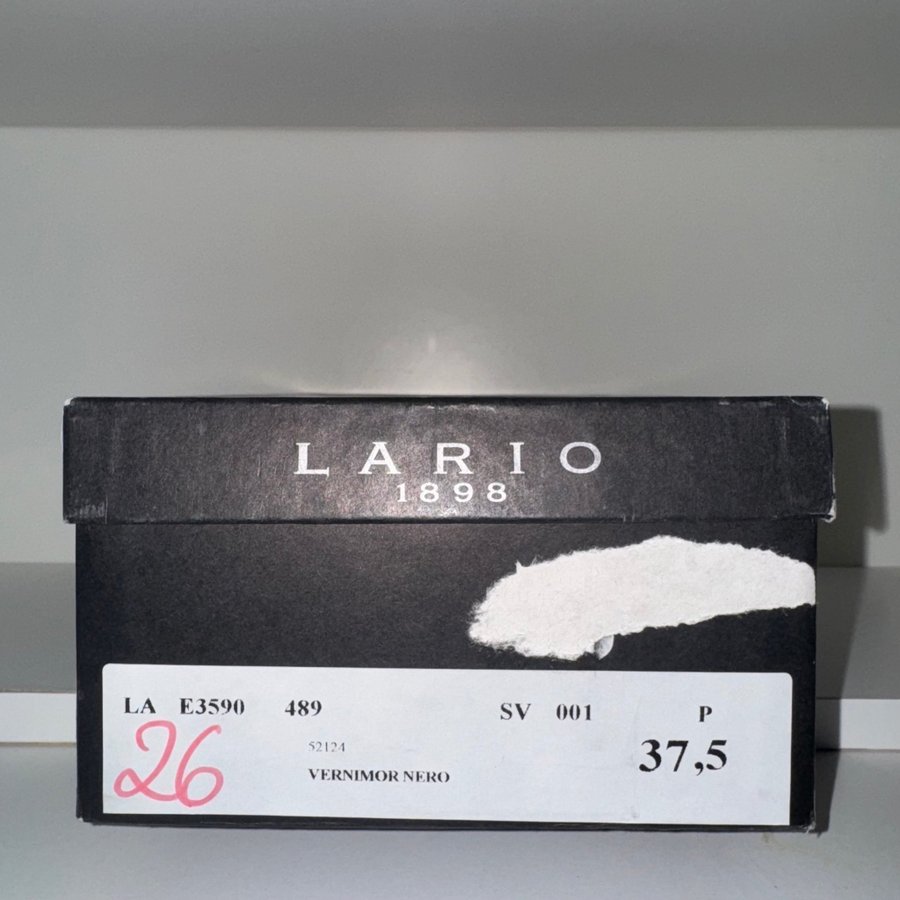 LARIO
1898
LA E3590 489 SV 001 P
26
52124
37,5
VERNIMOR NERO